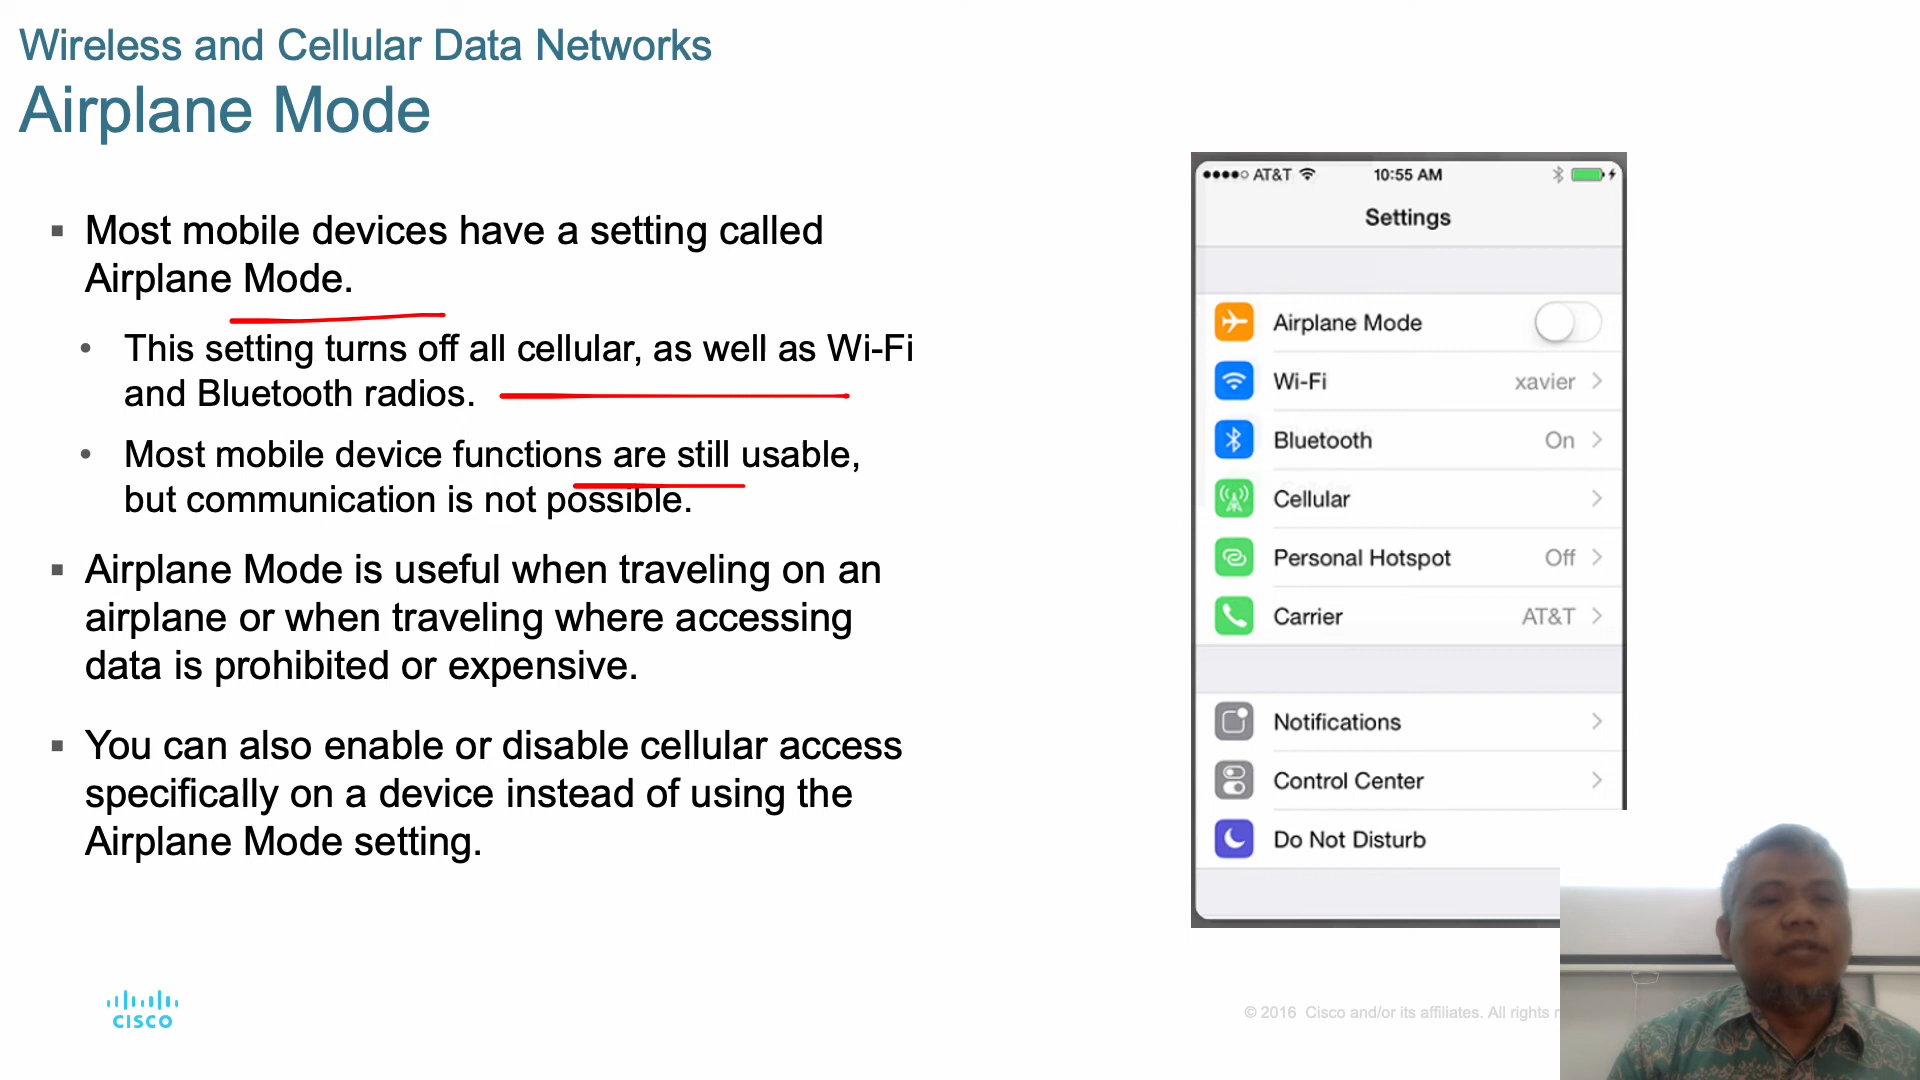 Wireless and Cellular Data Networks
Airplane Mode
▪ Most mobile devices have a setting called
Airplane Mode.
• This setting turns off all cellular, as well as Wi-Fi
and Bluetooth radios.
• Most mobile device functions are still usable,
but communication is not possible.
▪ Airplane Mode is useful when traveling on an
airplane or when traveling where accessing
data is prohibited or expensive.
▪ You can also enable or disable cellular access
specifically on a device instead of using the
Airplane Mode setting.
AT&T 10:55 AM
Settings
Airplane Mode
Wi-Fi xavier
Bluetooth On
Cellular
Personal Hotspot Off
Carrier AT&T
Notifications
Control Center
Do Not Disturb
CISCO
© 2016 Cisco and/or its affiliates. All rights